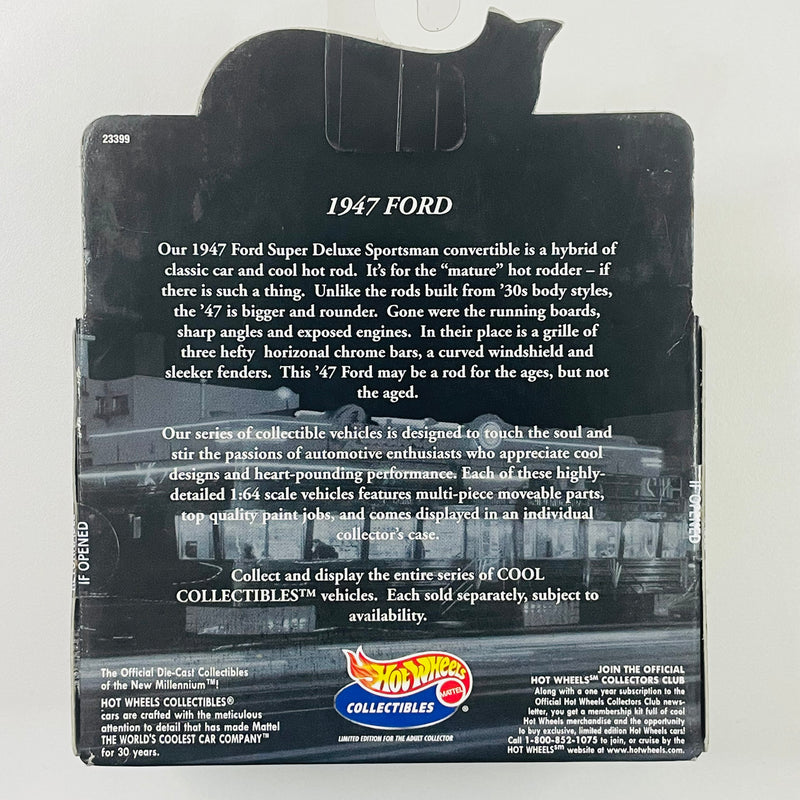 23399
1947 FORD
Our 1947 Ford Super Deluxe Sportsman convertible is a hybrid of
classic car and cool hot rod. It's for the “mature” hot rodder – if
there is such a thing. Unlike the rods built from '30s body styles,
the '47 is bigger and rounder. Gone were the running boards,
sharp angles and exposed engines. In their place is a grille of
three hefty horizonal chrome bars, a curved windshield and
sleeker fenders. This '47 Ford may be a rod for the ages, but not
the aged.
Our series of collectible vehicles is designed to touch the soul and
stir the passions of automotive enthusiasts who appreciate cool
designs and heart-pounding performance. Each of these highly-
detailed 1:64 scale vehicles features multi-piece moveable parts,
top quality paint jobs, and comes displayed in an individual
collector's case.
Collect and display the entire series of COOL
COLLECTIBLES™ vehicles. Each sold separately, subject to
availability.
IF OPENED
IF OPENED
The Official Die-Cast Collectibles
of the New Millennium™!
HOT WHEELS COLLECTIBLES®
cars are crafted with the meticulous
attention to detail that has made Mattel
THE WORLD'S COOLEST CAR COMPANY™
for 30 years.
Hot Wheels
MATTEL
COLLECTIBLES ®
LIMITED EDITION FOR THE ADULT COLLECTOR
JOIN THE OFFICIAL
HOT WHEELS℠ COLLECTORS CLUB
Along with a one year subscription to the
Official Hot Wheels Collectors Club news-
letter, you get a membership kit full of cool
Hot Wheels merchandise and the opportunity
to buy exclusive, limited edition Hot Wheels cars!
Call 1-800-852-1075 to join, or cruise by the
HOT WHEELS℠ website at www.hotwheels.com.